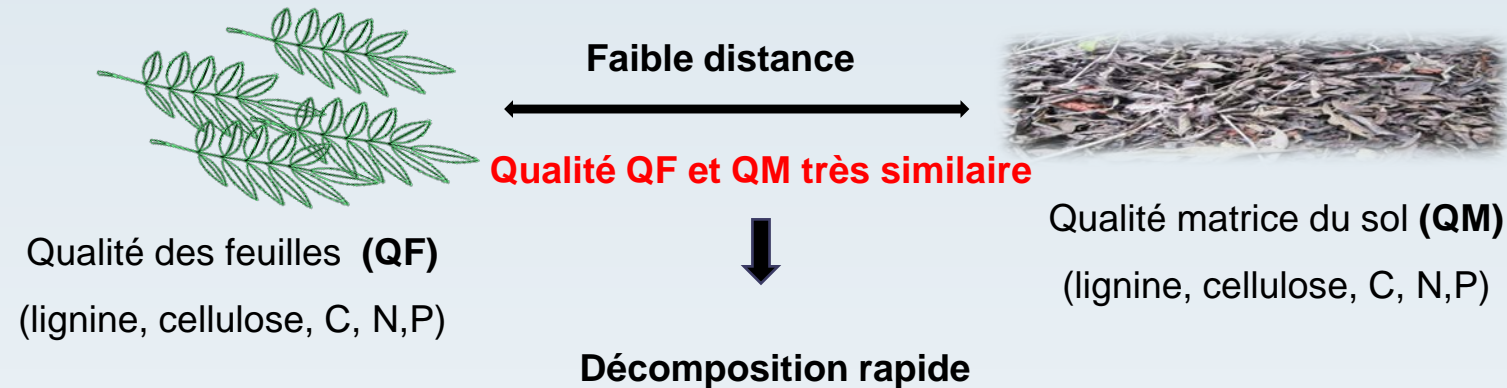 Faible distance
Qualité QF et QM très similaire
Qualité des feuilles (QF)
(lignine, cellulose, C, N,P)
Qualité matrice du sol (QM)
(lignine, cellulose, C, N,P)
Décomposition rapide